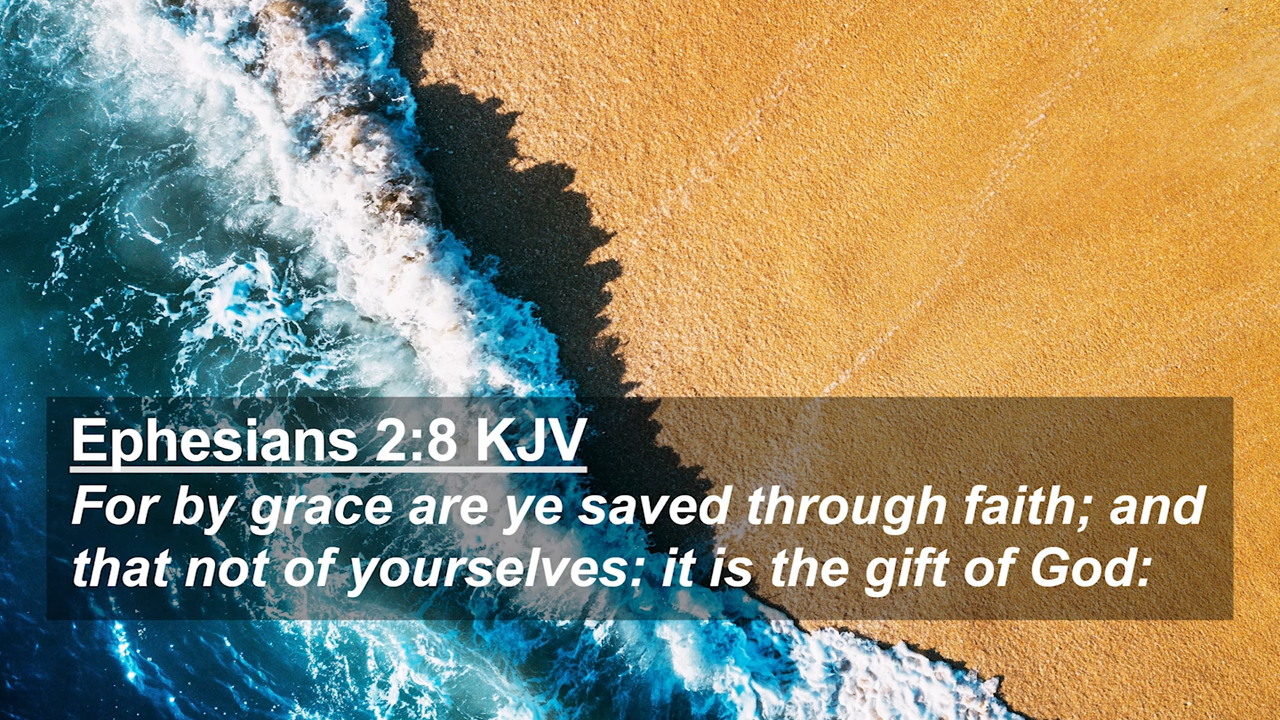 Ephesians 2:8 KJV
For by grace are ye saved through faith; and
that not of yourselves: it is the gift of God: